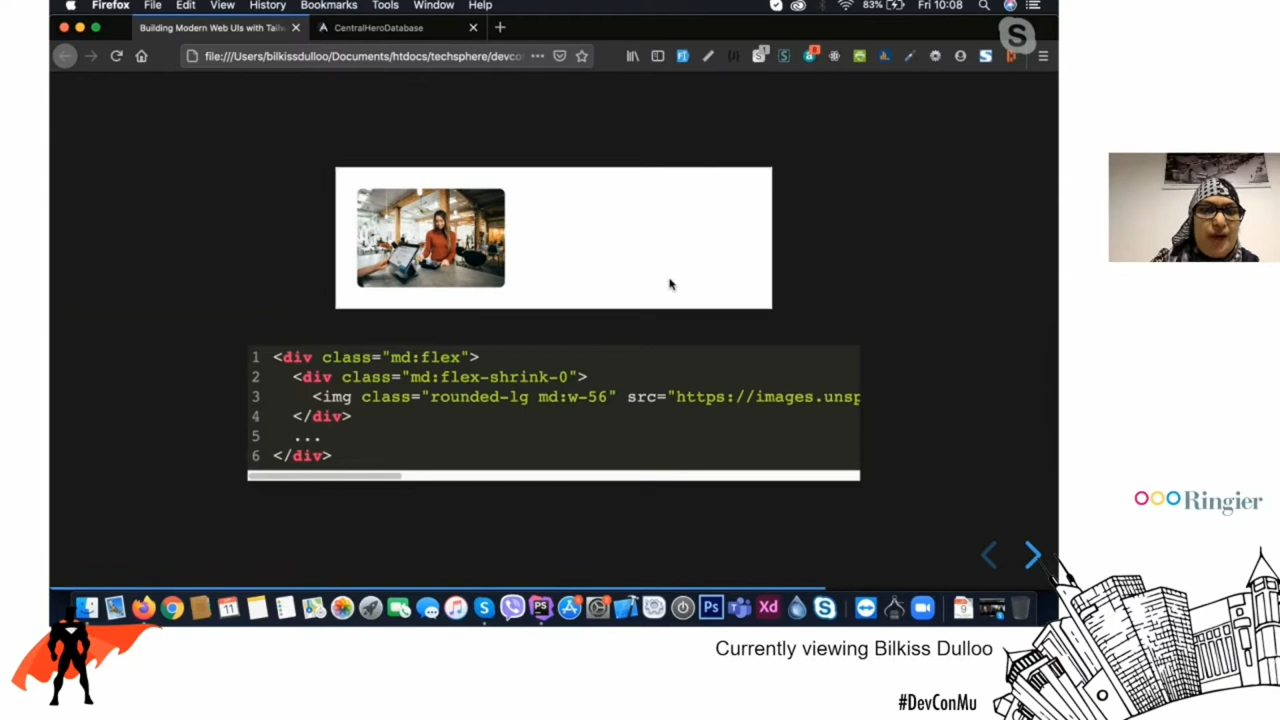 Firefox File Edit View History Bookmarks Tools Window Help 83% Fri 10:08
Building Modern Web UIs with Tailw
CentralHeroDatabase
file:///Users/bilkissdulloo/Documents/htdocs/techsphere/devco
1 <div class="md:flex">
2 <div class="md:flex-shrink-0">
3 <img class="rounded-lg md:w-56" src="https://images.unsp
4 </div>
5 ...
6 </div>
Ringier
Ps
Xd
Currently viewing Bilkiss Dulloo
#DevConMu